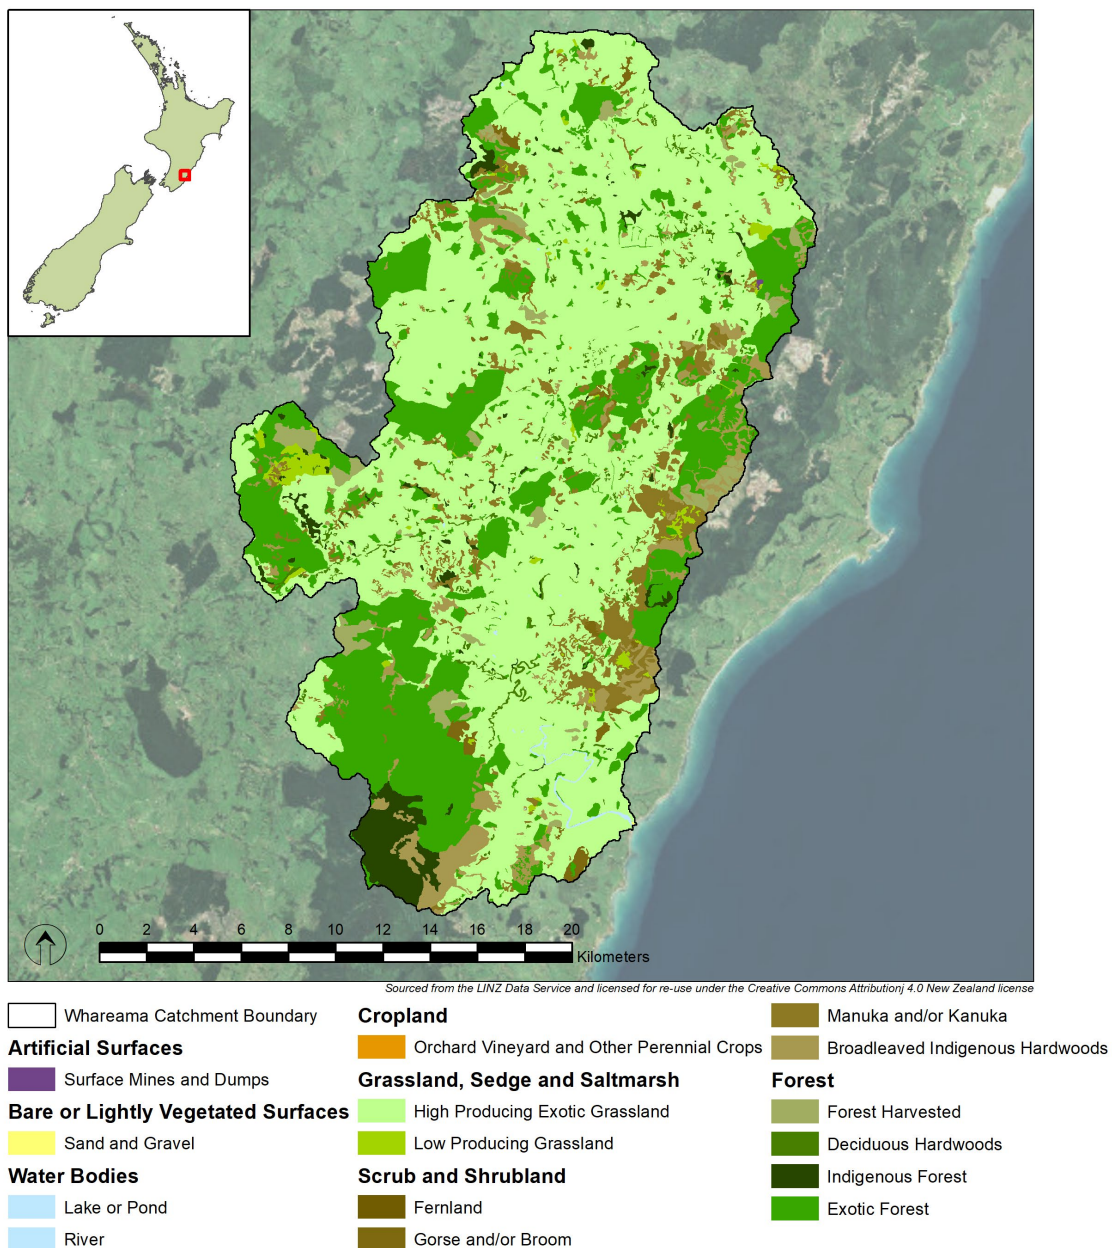 0 2 4 6 8 10 12 14 16 18 20
Kilometers
Sourced from the LINZ Data Service and licensed for re-use under the Creative Commons Attributionj 4.0 New Zealand license
Whareama Catchment Boundary
Artificial Surfaces
Surface Mines and Dumps
Bare or Lightly Vegetated Surfaces
Sand and Gravel
Water Bodies
Lake or Pond
River
Cropland
Orchard Vineyard and Other Perennial Crops
Grassland, Sedge and Saltmarsh
High Producing Exotic Grassland
Low Producing Grassland
Scrub and Shrubland
Fernland
Gorse and/or Broom
Manuka and/or Kanuka
Broadleaved Indigenous Hardwoods
Forest
Forest Harvested
Deciduous Hardwoods
Indigenous Forest
Exotic Forest